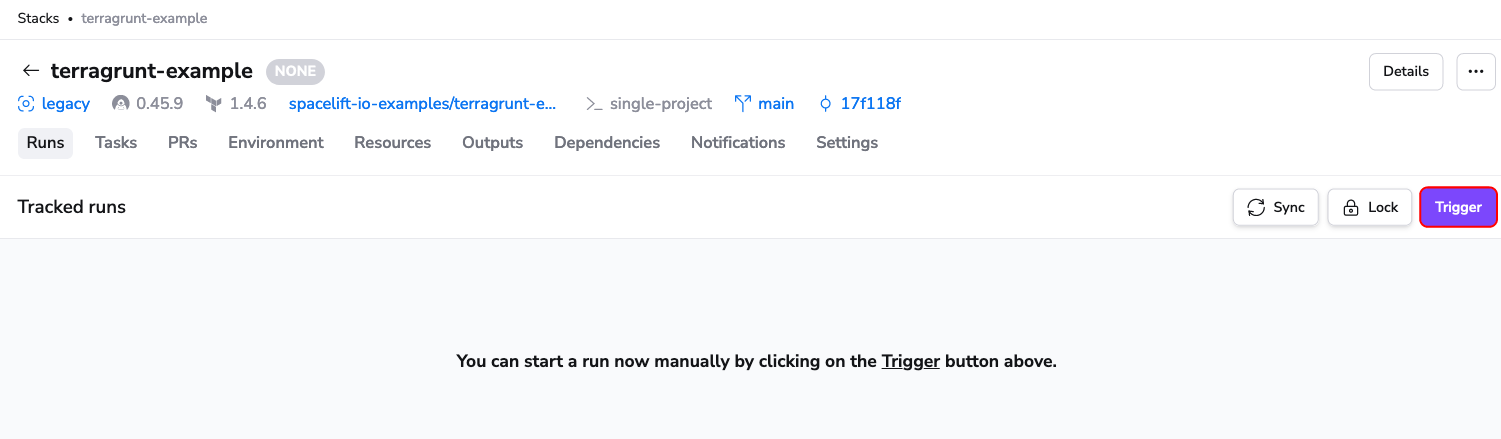 Stacks • terragrunt-example
terragrunt-example NONE Details
legacy 0.45.9 1.4.6 spacelift-io-examples/terragrunt-e... single-project main 17f118f
Runs Tasks PRs Environment Resources Outputs Dependencies Notifications Settings
Tracked runs Sync Lock Trigger
You can start a run now manually by clicking on the Trigger button above.